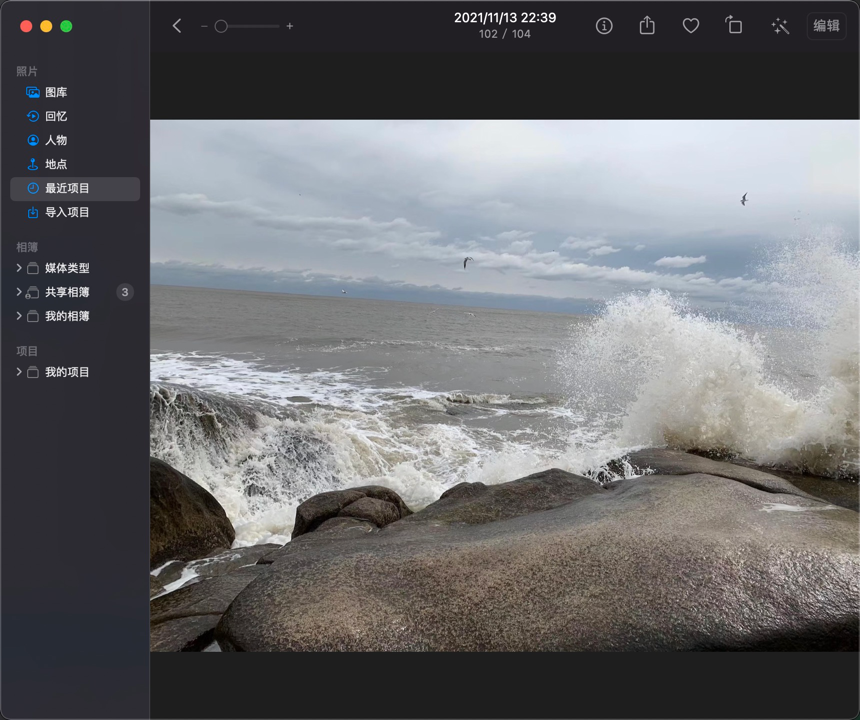 2021/11/13 22:39
102 / 104
编辑
照片
图库
回忆
人物
地点
最近项目
导入项目
相簿
媒体类型
共享相簿
3
我的相簿
项目
我的项目